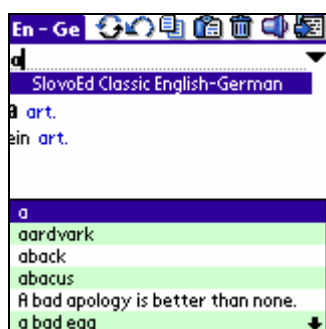 En - Ge
a
SlovoEd Classic English-German
a art.
ein art.
a
aardvark
aback
abacus
A bad apology is better than none.
a bad egg